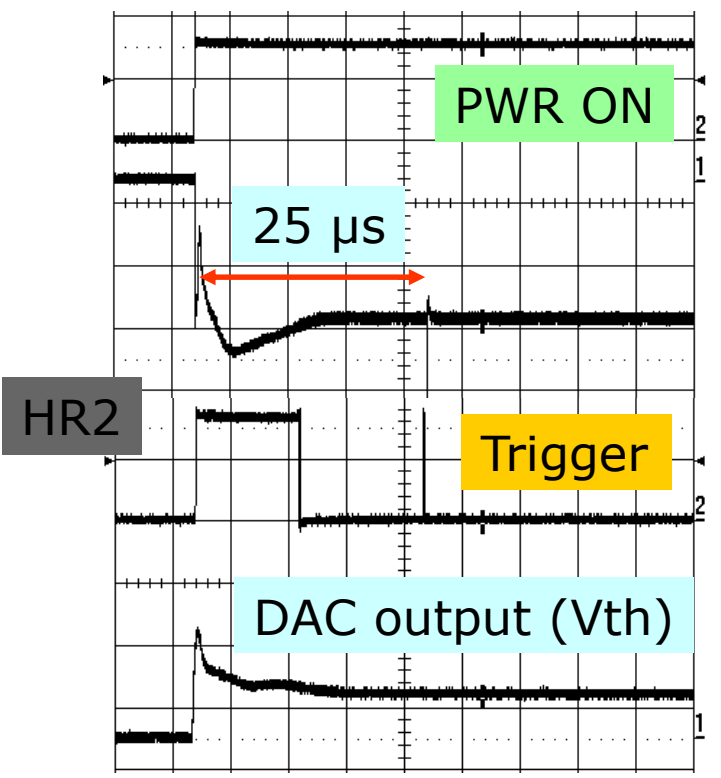 PWR ON
2
1
25 μs
HR2
Trigger
2
DAC output (Vth)
1